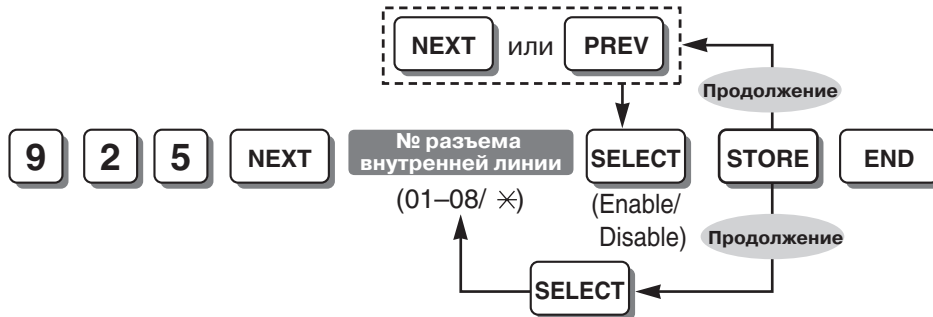 NEXT или PREV
Продолжение
9 2 5 NEXT № разъема внутренней линии SELECT STORE END
(01–08/ ✳)
(Enable/
Disable)
Продолжение
SELECT